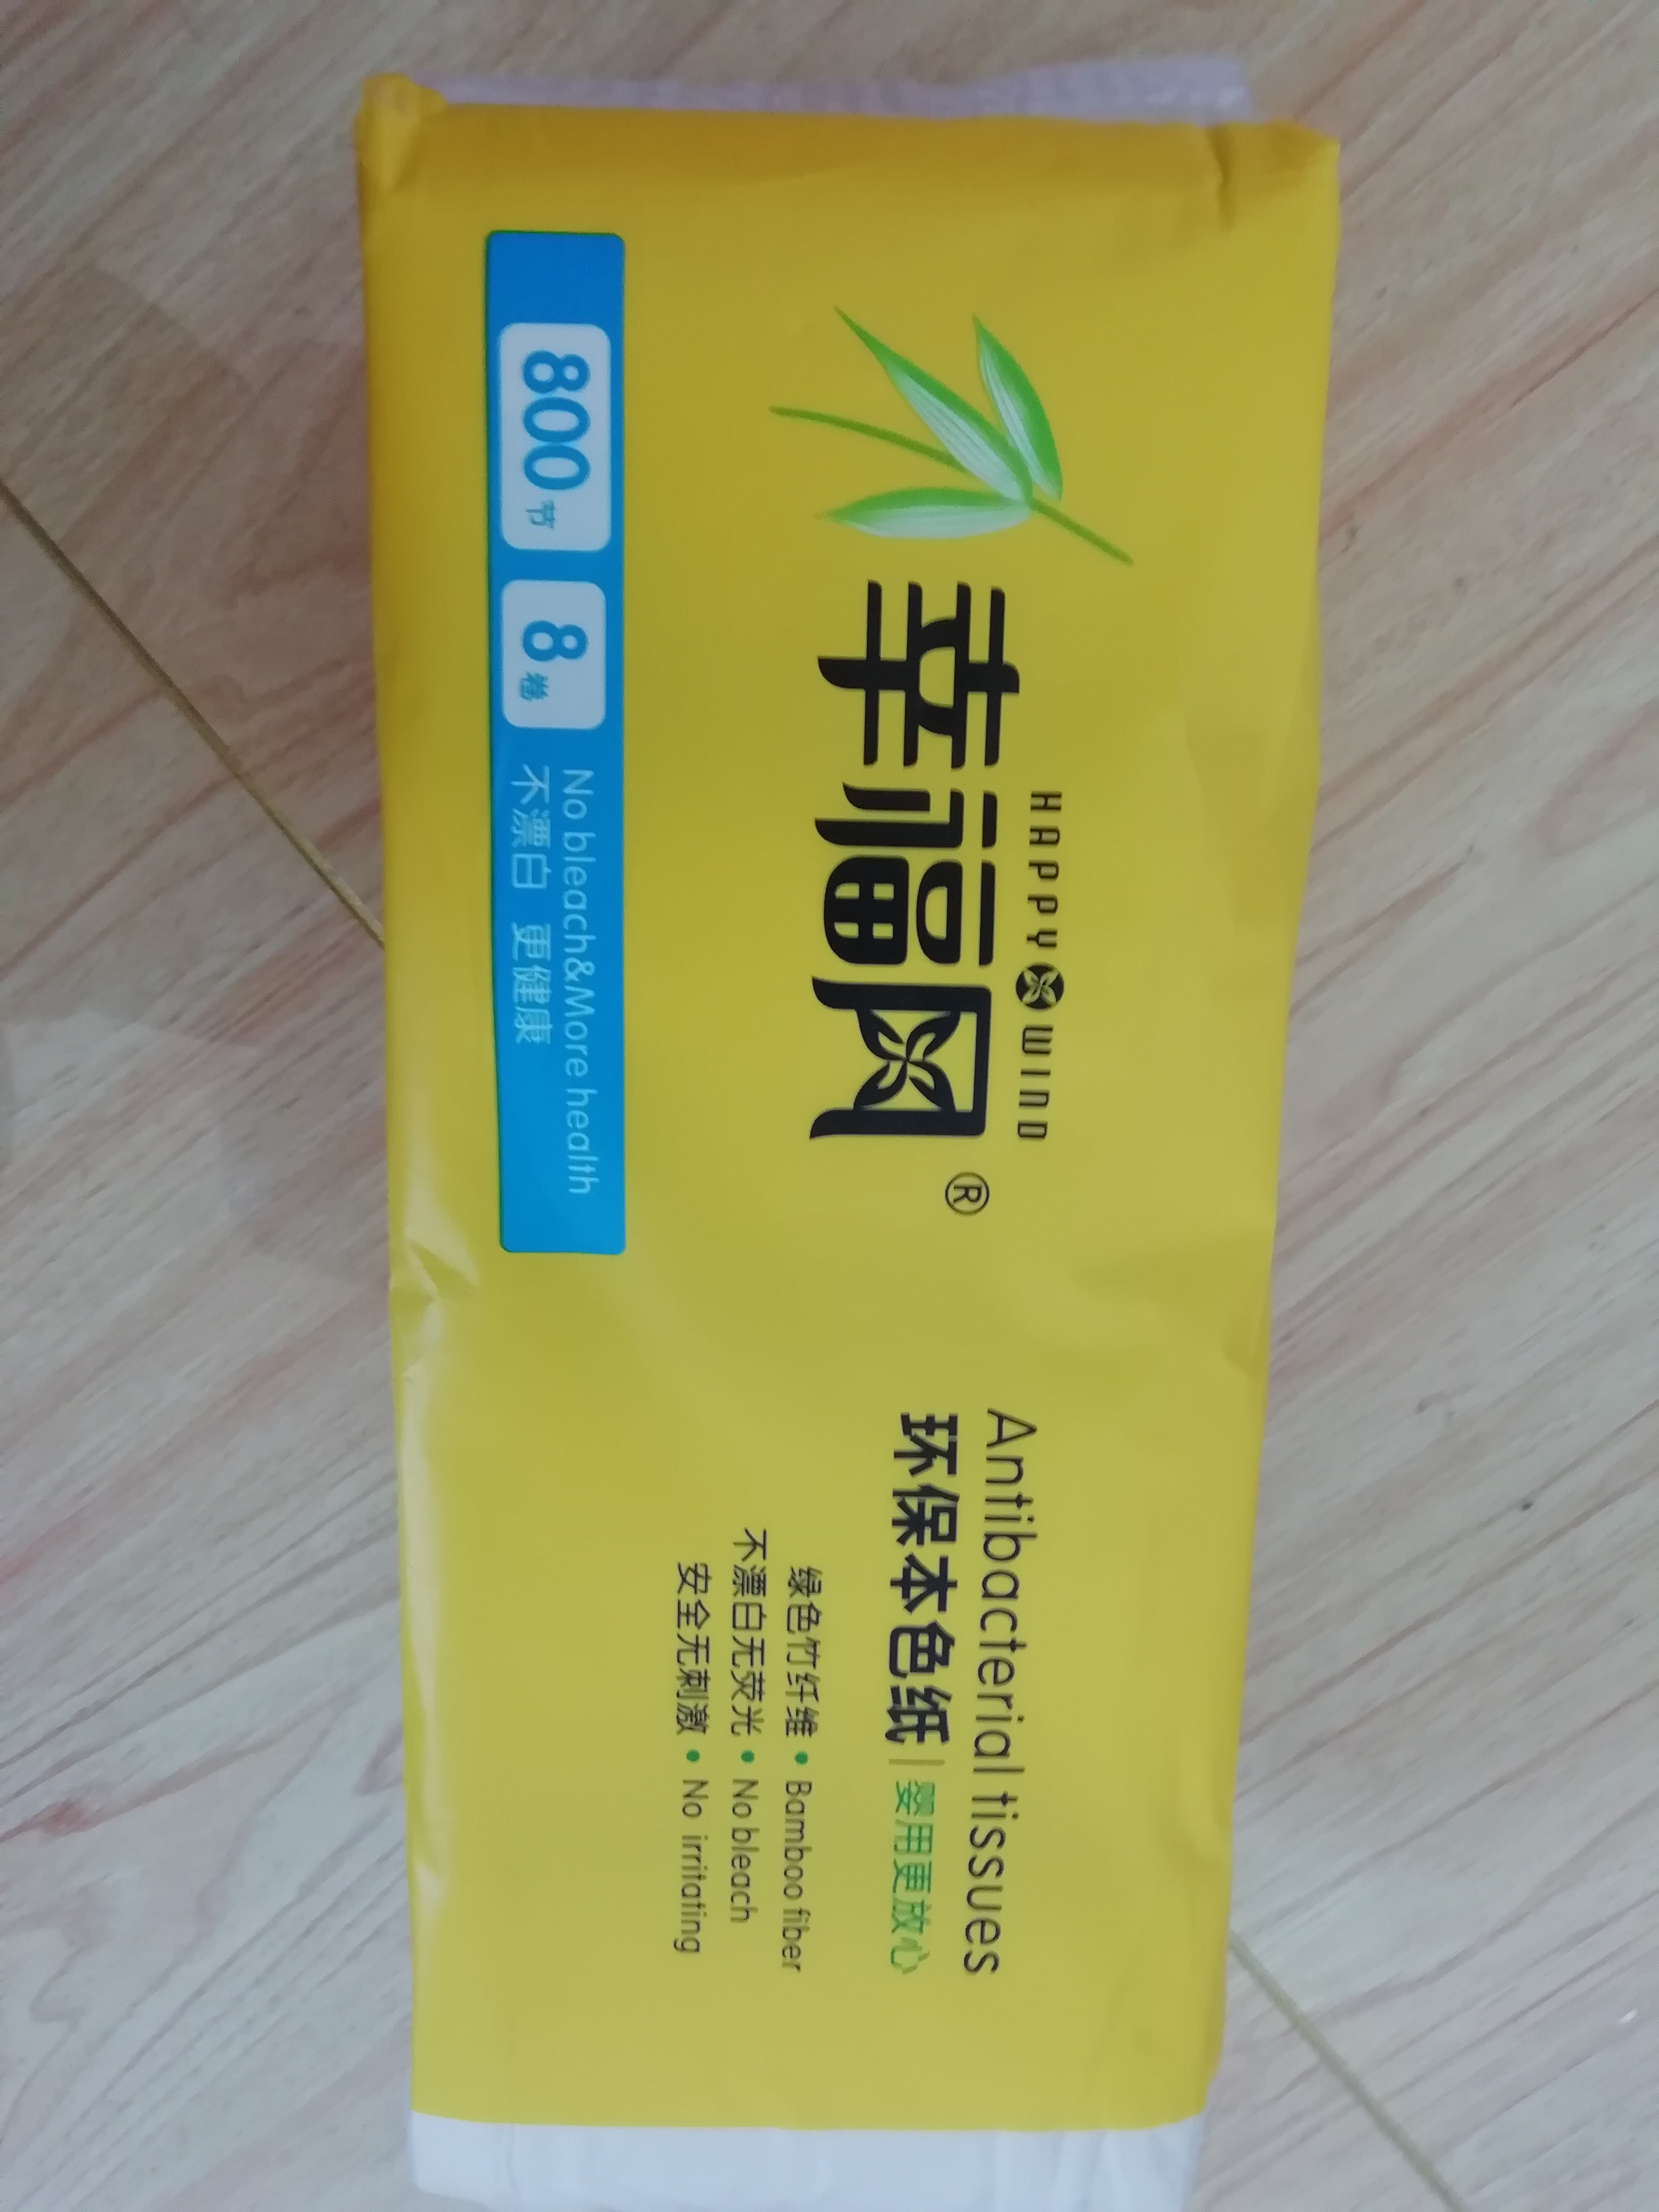 HAPPY WIND
幸福风®
800节 8卷
No bleach&More health
不漂白 更健康
Antibacterial tissues
环保本色纸|婴用更放心
绿色竹纤维•Bamboo fiber
不漂白无荧光•No bleach
安全无刺激•No irritating